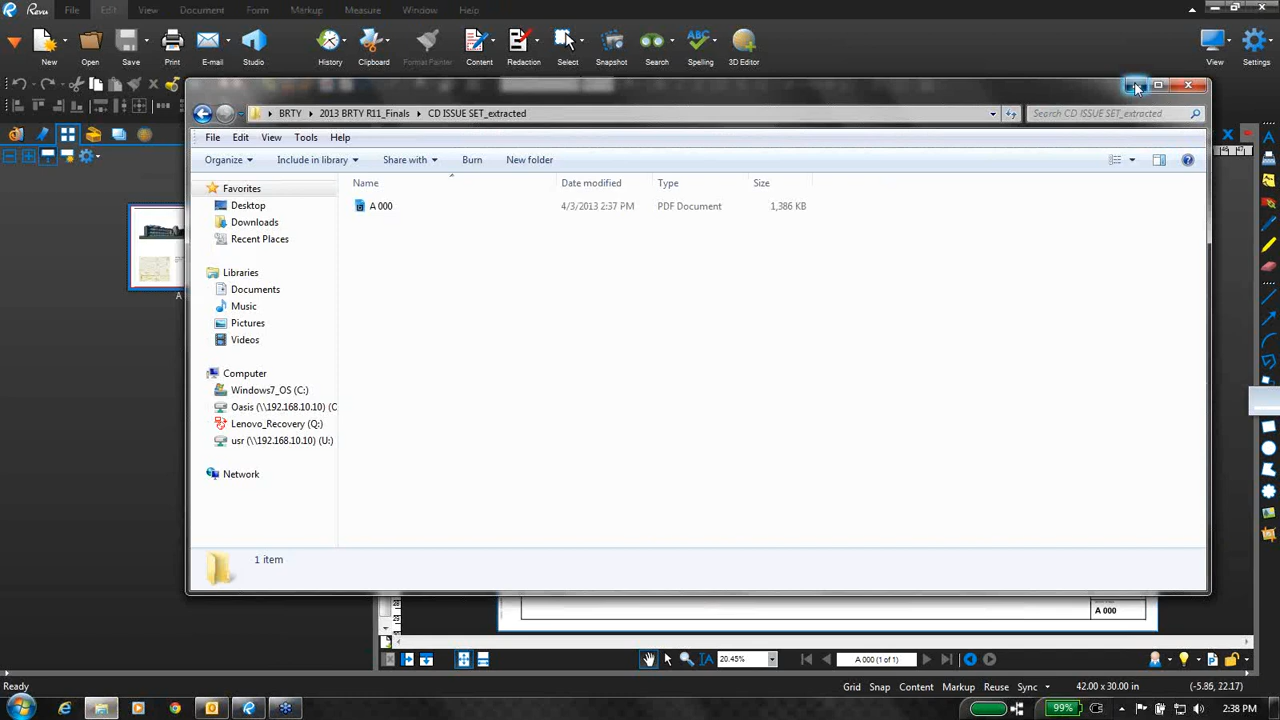 Revu File Edit View Document Form Markup Measure Window Help
New Open Save Print E-mail Studio History Clipboard Format Painter Content Redaction Select Snapshot Search Spelling 3D Editor View Settings
BRTY 2013 BRTY R11_Finals CD ISSUE SET_extracted Search CD ISSUE SET_extracted
File Edit View Tools Help
Organize Include in library Share with Burn New folder
Name Date modified Type Size
A 000 4/3/2013 2:37 PM PDF Document 1,386 KB
Favorites
Desktop
Downloads
Recent Places
Libraries
Documents
Music
Pictures
Videos
Computer
Windows7_OS (C:)
Oasis (\\192.168.10.10) (O
Lenovo_Recovery (Q:)
usr (\\192.168.10.10) (U:)
Network
1 item
A
A 000
20.45% A 000 (1 of 1)
Ready Grid Snap Content Markup Reuse Sync 42.00 x 30.00 in (-5.86, 22.17)
99% 2:38 PM